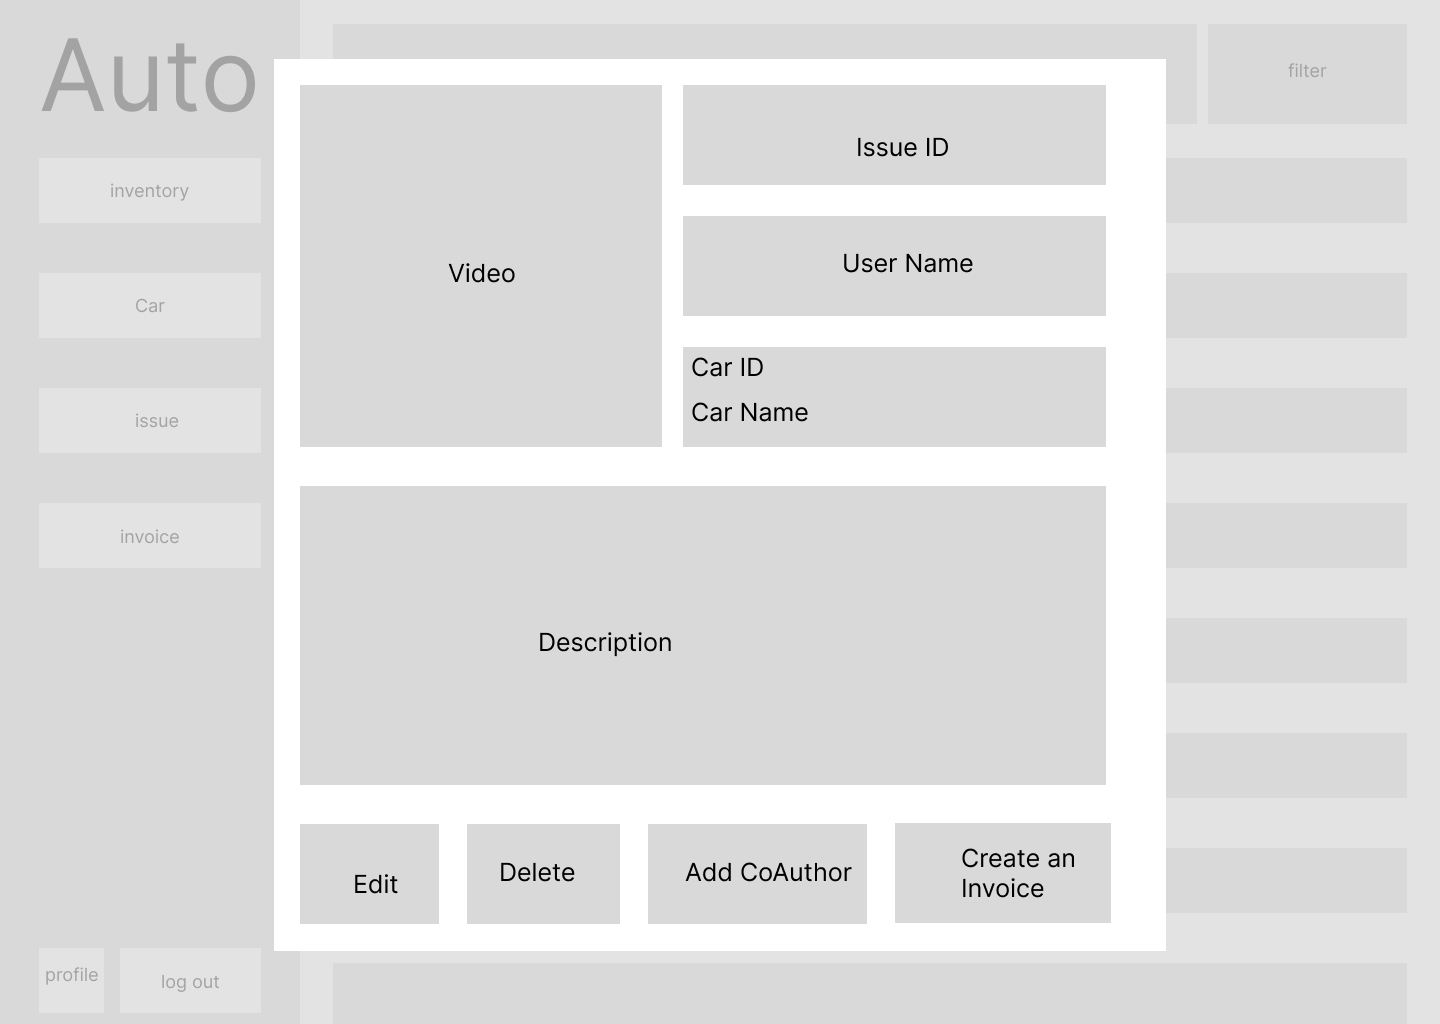 Auto
filter
inventory
Car
issue
invoice
profile
log out
Video
Issue ID
User Name
Car ID
Car Name
Description
Edit
Delete
Add CoAuthor
Create an
Invoice